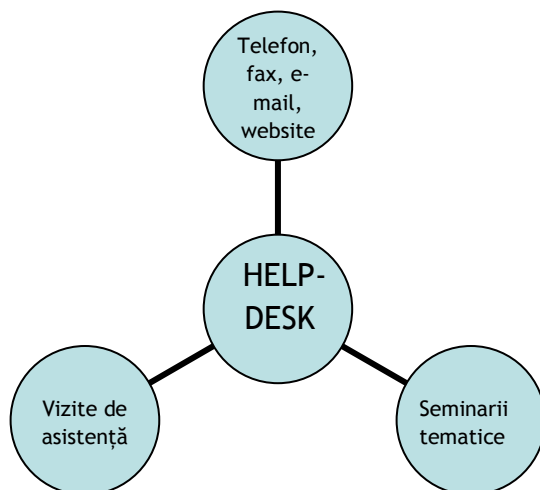 Telefon,
fax, e-
mail,
website
HELP-
DESK
Vizite de
asistență
Seminarii
tematice